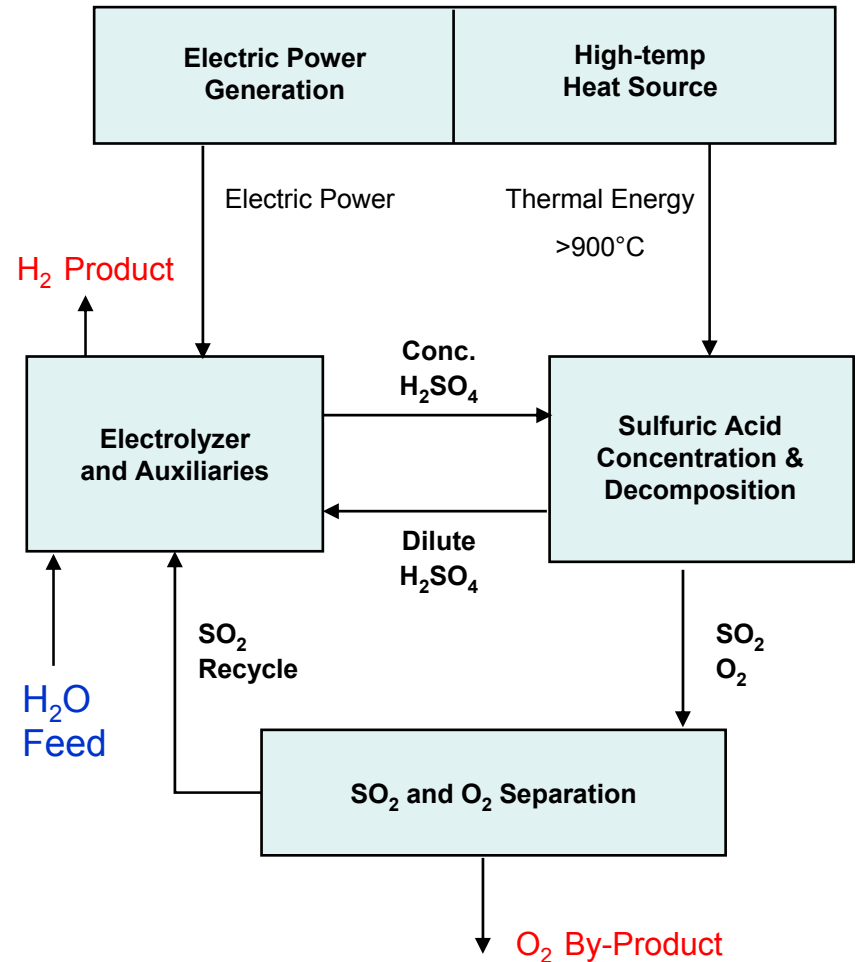 Electric Power
Generation
High-temp
Heat Source
Electric Power
Thermal Energy
>900°C
H₂ Product
Conc.
H₂SO₄
Electrolyzer
and Auxiliaries
Sulfuric Acid
Concentration &
Decomposition
Dilute
H₂SO₄
SO₂
Recycle
SO₂
O₂
H₂O
Feed
SO₂ and O₂ Separation
O₂ By-Product